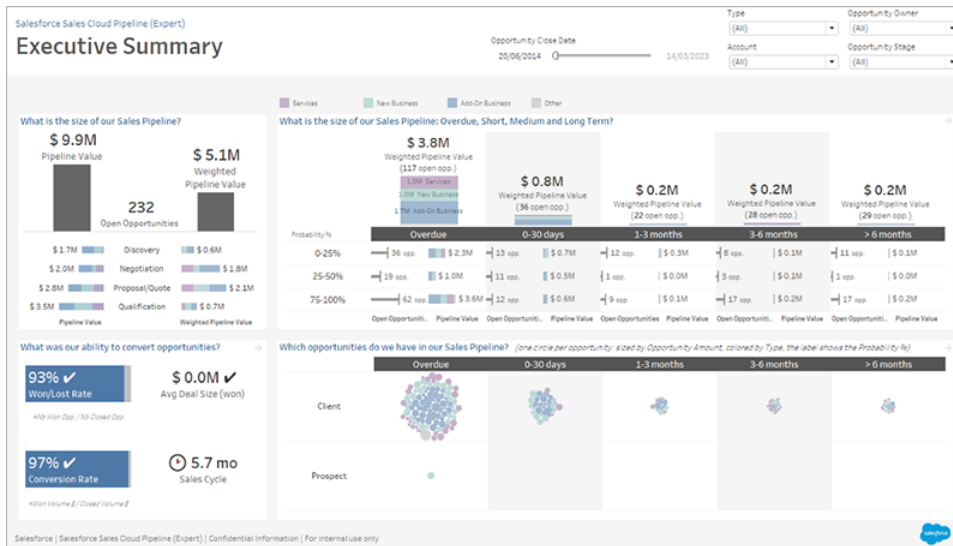 Salesforce Sales Cloud Pipeline (Expert)
Executive Summary
Opportunity Close Date
20/06/2014
14/03/2023
Type
(All)
Opportunity Owner
(All)
Account
(All)
Opportunity Stage
(All)
Services
New Business
Add-On Business
Other
What is the size of our Sales Pipeline?
$ 9.9M
Pipeline Value
$ 5.1M
Weighted
Pipeline Value
232
Open Opportunities
$ 1.7M Discovery $ 0.6M
$ 2.0M Negotiation $ 1.8M
$ 2.8M Proposal/Quote $ 2.1M
$ 3.5M Qualification $ 0.7M
Pipeline Value Weighted Pipeline Value
What is the size of our Sales Pipeline: Overdue, Short, Medium and Long Term?
$ 3.8M
Weighted Pipeline Value
(117 open opp.)
1.0M Services
1.0M New Business
1.7M Add-On Business
$ 0.8M
Weighted Pipeline Value
(36 open opp.)
$ 0.2M
Weighted Pipeline Value
(22 open opp.)
$ 0.2M
Weighted Pipeline Value
(28 open opp.)
$ 0.2M
Weighted Pipeline Value
(29 open opp.)
Probability % Overdue 0-30 days 1-3 months 3-6 months > 6 months
0-25% 36 opp. $ 2.3M 13 opp. $ 0.7M 12 opp. $ 0.3M 8 opp. $ 0.1M 11 opp. $ 0.1M
25-50% 19 opp. $ 1.0M 11 opp. $ 0.5M 1 opp. $ 0.0M 3 opp. $ 0.1M 1 opp. $ 0.0M
75-100% 62 opp. $ 3.6M 12 opp. $ 0.6M 9 opp. $ 0.1M 17 opp. $ 0.2M 17 opp. $ 0.2M
Open Opportuniti.. Pipeline Value Open Opportuniti.. Pipeline Value Open Opportunities Pipeline Value Open Opportuniti.. Pipeline Value Open Opportuniti.. Pipeline Value
What was our ability to convert opportunities?
93% ✔
Won/Lost Rate
=Nb Won Opp. / Nb Closed Opp.
$ 0.0M ✔
Avg Deal Size (won)
97% ✔
Conversion Rate
=Won Volume $ / Closed Volume $
5.7 mo
Sales Cycle
Which opportunities do we have in our Sales Pipeline? (one circle per opportunity: sized by Opportunity Amount, colored by Type, the label shows the Probability %)
Overdue 0-30 days 1-3 months 3-6 months > 6 months
Client
Prospect
Salesforce | Salesforce Sales Cloud Pipeline (Expert) | Confidential Information | For internal use only
salesforce